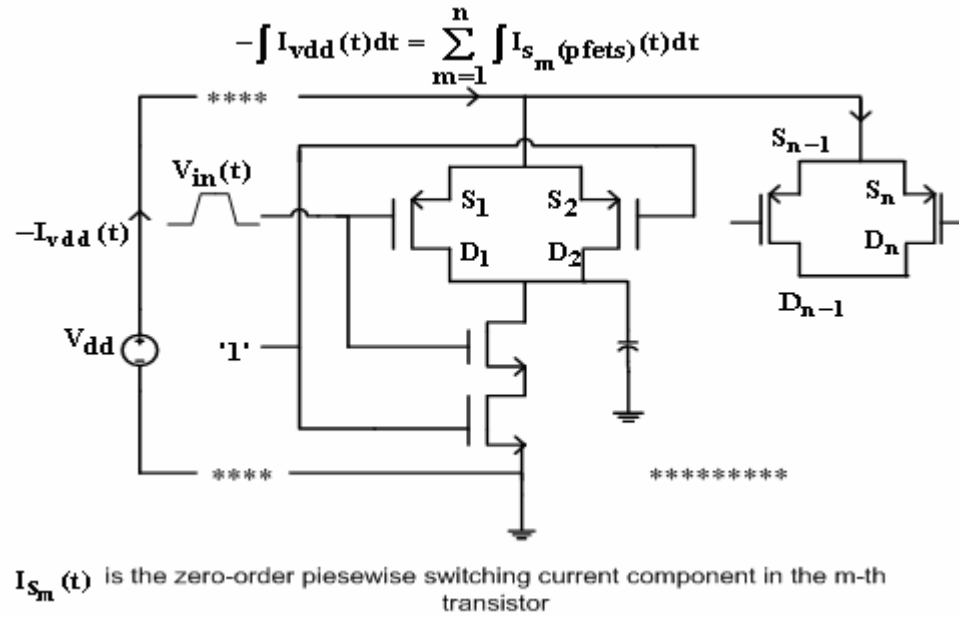 -∫ I_vdd(t)dt = ∑_{m=1}^{n} ∫ I_{S_m}(pfets)(t)dt
****
V_in(t)
-I_vdd(t)
V_dd
+
-
'1'
S_1
S_2
D_1
D_2
S_{n-1}
S_n
D_n
D_{n-1}
****
*********
I_{S_m}(t) is the zero-order piesewise switching current component in the m-th
transistor